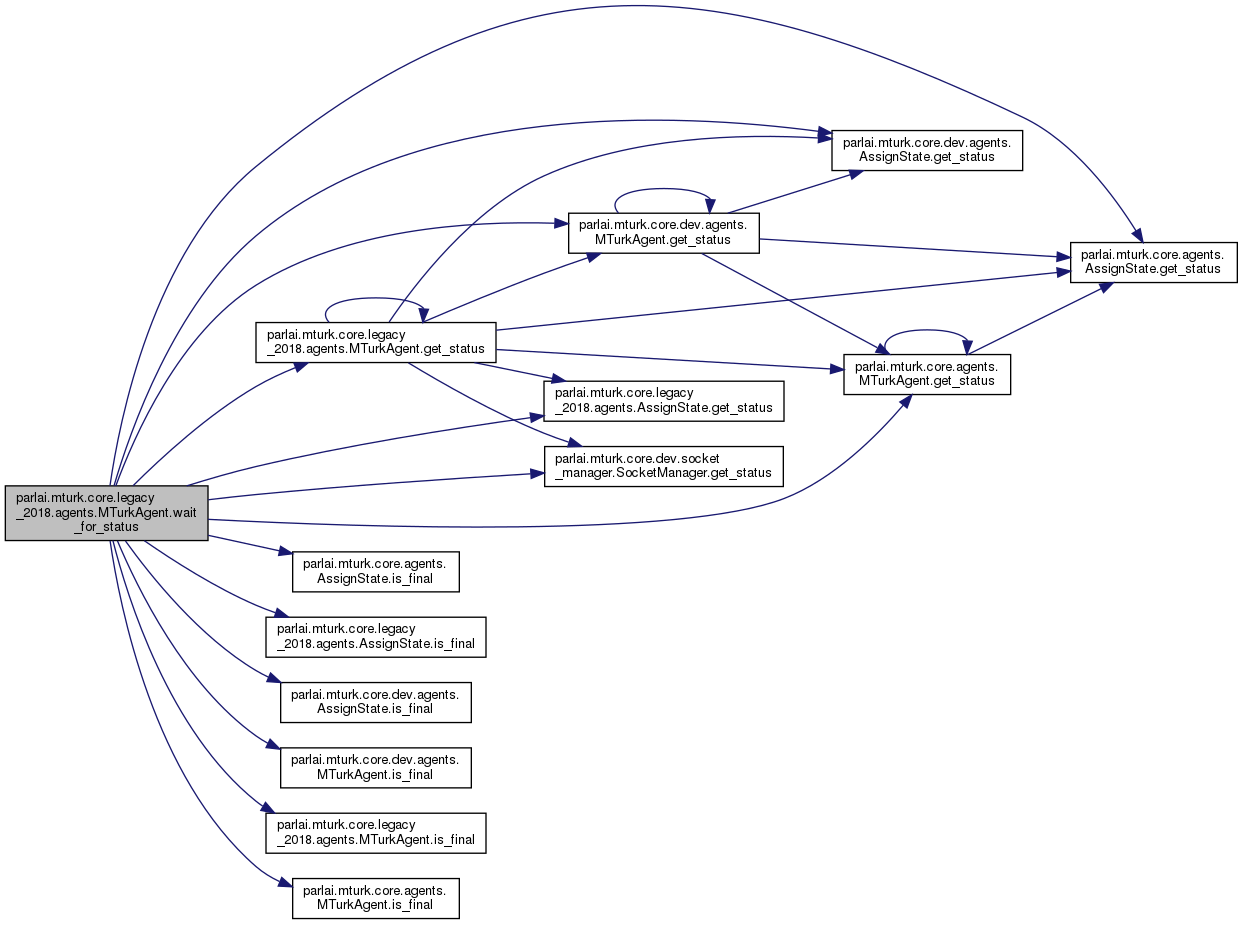 parlai.mturk.core.dev.agents.
AssignState.get_status
parlai.mturk.core.dev.agents.
MTurkAgent.get_status
parlai.mturk.core.agents.
AssignState.get_status
parlai.mturk.core.legacy
_2018.agents.MTurkAgent.get_status
parlai.mturk.core.agents.
MTurkAgent.get_status
parlai.mturk.core.legacy
_2018.agents.AssignState.get_status
parlai.mturk.core.dev.socket
_manager.SocketManager.get_status
parlai.mturk.core.legacy
_2018.agents.MTurkAgent.wait
_for_status
parlai.mturk.core.agents.
AssignState.is_final
parlai.mturk.core.legacy
_2018.agents.AssignState.is_final
parlai.mturk.core.dev.agents.
AssignState.is_final
parlai.mturk.core.dev.agents.
MTurkAgent.is_final
parlai.mturk.core.legacy
_2018.agents.MTurkAgent.is_final
parlai.mturk.core.agents.
MTurkAgent.is_final